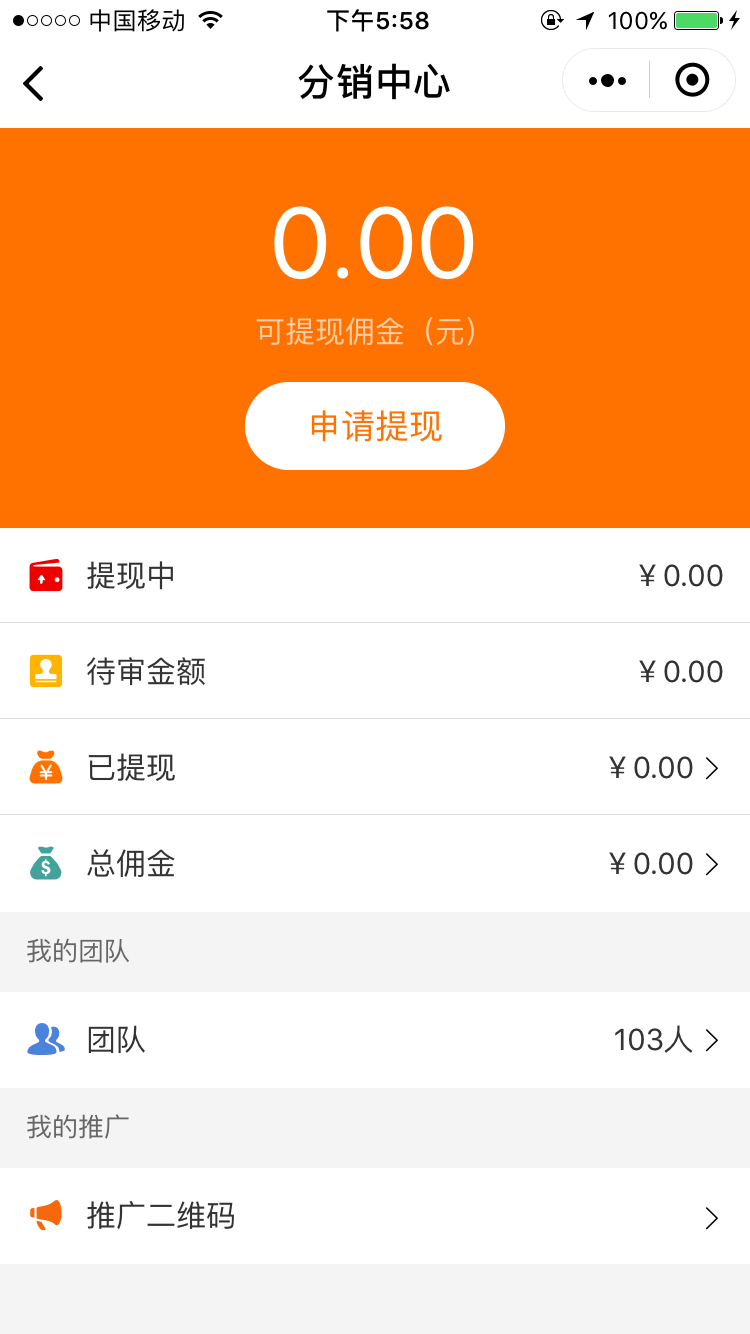 中国移动 下午5:58 100%
分销中心
0.00
可提现佣金（元）
申请提现
提现中 ¥ 0.00
待审金额 ¥ 0.00
已提现 ¥ 0.00
总佣金 ¥ 0.00
我的团队
团队 103人
我的推广
推广二维码